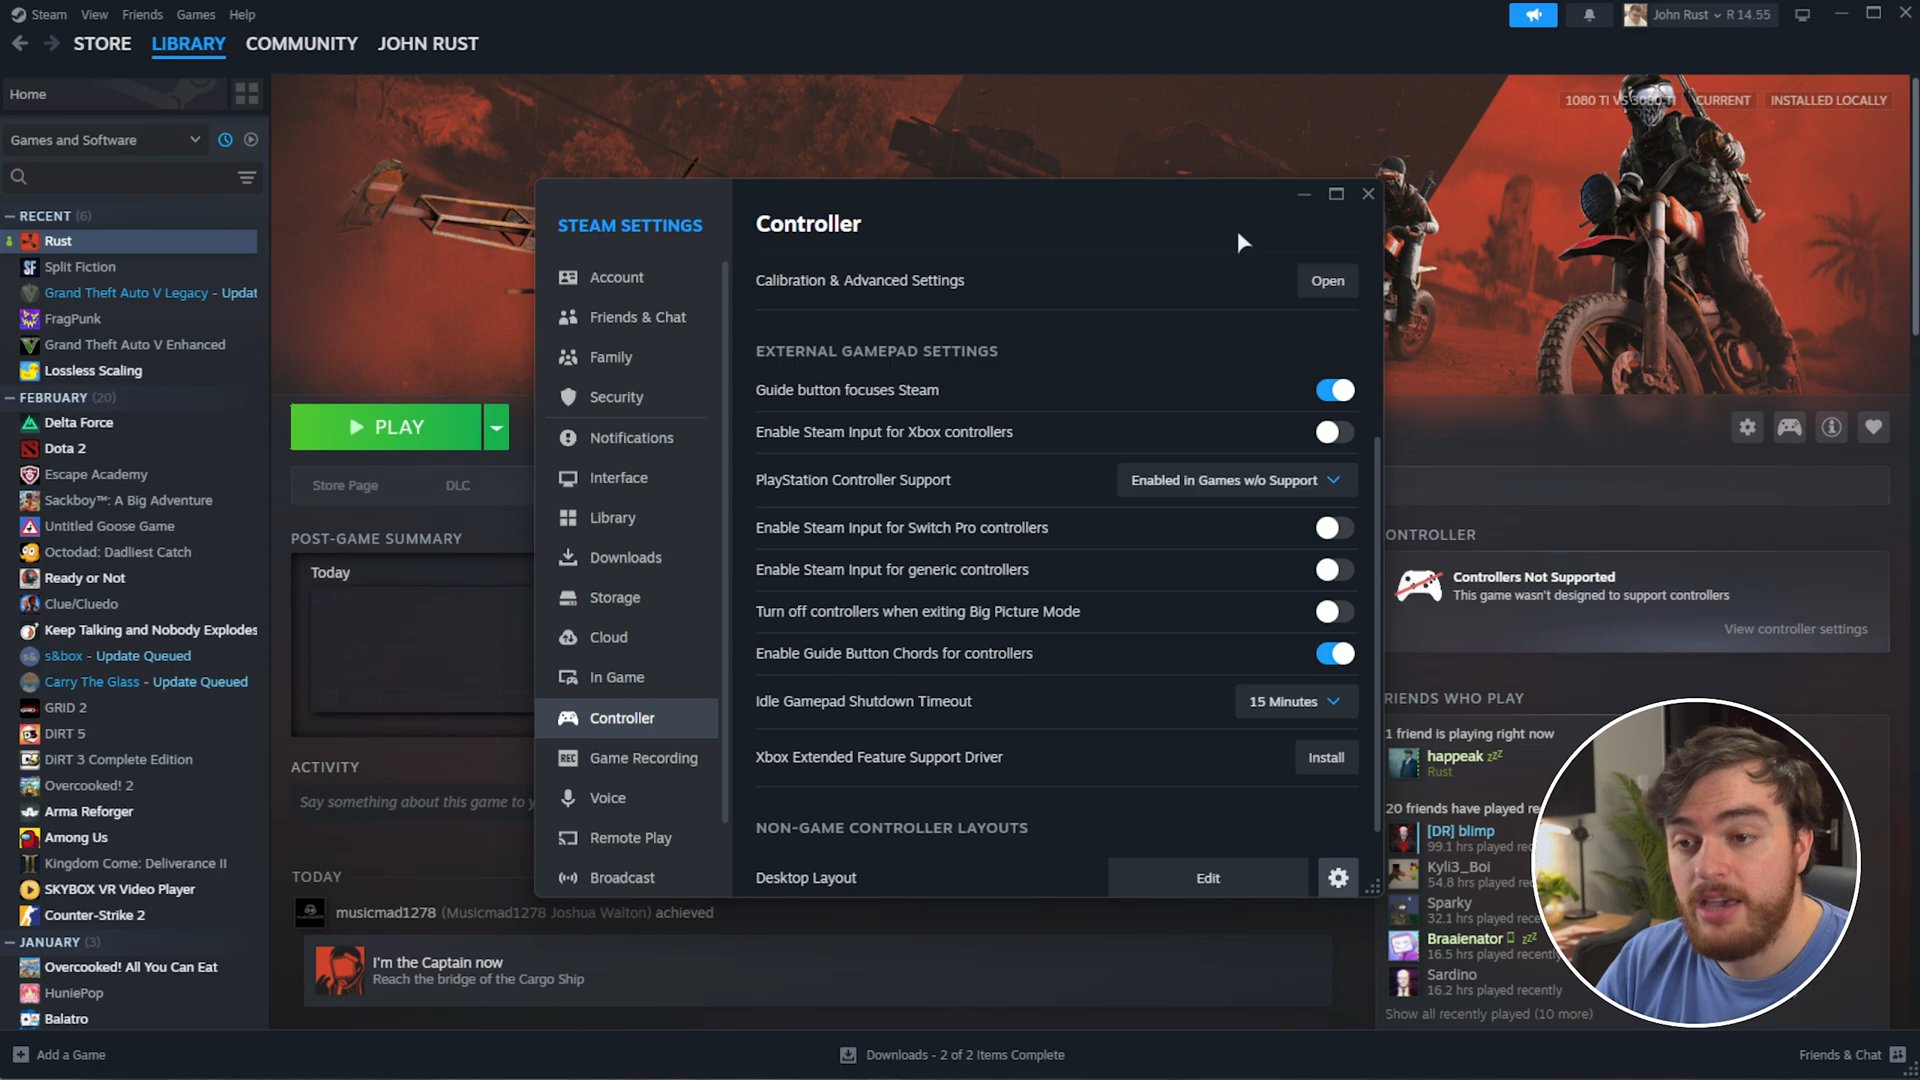 Steam View Friends Games Help
John Rust R 14.55
STORE LIBRARY COMMUNITY JOHN RUST
Home
Games and Software
RECENT (6)
Rust
Split Fiction
Grand Theft Auto V Legacy - Updat
FragPunk
Grand Theft Auto V Enhanced
Lossless Scaling
FEBRUARY (20)
Delta Force
Dota 2
Escape Academy
Sackboy™: A Big Adventure
Untitled Goose Game
Octodad: Dadliest Catch
Ready or Not
Clue/Cluedo
Keep Talking and Nobody Explodes
s&box - Update Queued
Carry The Glass - Update Queued
GRID 2
DIRT 5
DiRT 3 Complete Edition
Overcooked! 2
Arma Reforger
Among Us
Kingdom Come: Deliverance II
SKYBOX VR Video Player
Counter-Strike 2
JANUARY (3)
Overcooked! All You Can Eat
HuniePop
Balatro
1080 TI VS 3080 TI CURRENT INSTALLED LOCALLY
PLAY
Store Page DLC
POST-GAME SUMMARY
Today
ACTIVITY
Say something about this game to y
TODAY
musicmad1278 (Musicmad1278 Joshua Walton) achieved
I'm the Captain now
Reach the bridge of the Cargo Ship
STEAM SETTINGS
Account
Friends & Chat
Family
Security
Notifications
Interface
Library
Downloads
Storage
Cloud
In Game
Controller
REC Game Recording
Voice
Remote Play
Broadcast
Controller
Calibration & Advanced Settings Open
EXTERNAL GAMEPAD SETTINGS
Guide button focuses Steam
Enable Steam Input for Xbox controllers
PlayStation Controller Support Enabled in Games w/o Support
Enable Steam Input for Switch Pro controllers
Enable Steam Input for generic controllers
Turn off controllers when exiting Big Picture Mode
Enable Guide Button Chords for controllers
Idle Gamepad Shutdown Timeout 15 Minutes
Xbox Extended Feature Support Driver Install
NON-GAME CONTROLLER LAYOUTS
Desktop Layout Edit
ONTROLLER
Controllers Not Supported
This game wasn't designed to support controllers
View controller settings
RIENDS WHO PLAY
1 friend is playing right now
happeak zzz
Rust
20 friends have played re
[DR] blimp
99.1 hrs played rece
Kyli3_Boi
54.8 hrs played rece
Sparky
32.1 hrs played rece
Braaienator zzz
16.5 hrs played recently
Sardino
16.2 hrs played recently
Show all recently played (10 more)
Add a Game
Downloads - 2 of 2 Items Complete
Friends & Chat